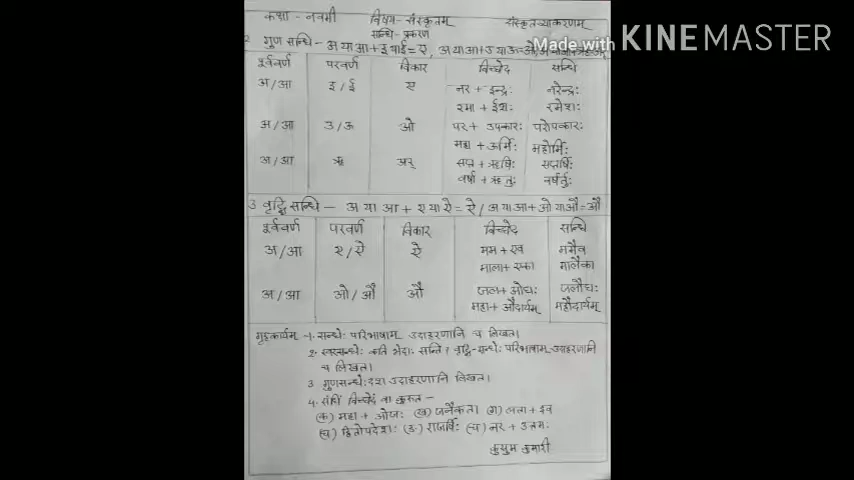 कक्षा - नवमी विषय - संस्कृतम् संस्कृतव्याकरणम्
सन्धि - प्रकरण
Made with KINEMASTER
2 गुण सन्धि - अ या आ + इ या ई = ए, अ या आ + उ या ऊ = ओ,
पूर्ववर्ण परवर्ण विकार विच्छेद सन्धि
अ/आ इ/ई ए नर + इन्द्रः नरेन्द्रः
रमा + ईशः रमेशः
अ/आ उ/ऊ ओ पर + उपकारः परोपकारः
महा + ऊर्मिः महोर्मिः
अ/आ ऋ अर् सप्त + ऋषिः सप्तर्षिः
वर्षा + ऋतुः वर्षर्तुः
3 वृद्धि सन्धि - अ या आ + ए या ऐ = ऐ / अ या आ + ओ या औ = औ
पूर्ववर्ण परवर्ण विकार विच्छेद सन्धि
अ/आ ए/ऐ ऐ मम + एव ममैव
माला + एका मालैका
अ/आ ओ/औ औ जल + ओघः जलौघः
महा + औदार्यम् महौदार्यम्
गृहकार्यम् - 1. सन्धेः परिभाषाम् उदाहरणानि च लिखत।
2. स्वरसन्धेः कति भेदाः सन्ति? वृद्धि-सन्धेः परिभाषाम् उदाहरणानि
च लिखत।
3 गुणसन्धेः दश उदाहरणानि लिखत।
4. संधिं विच्छेदं वा कुरुत -
(क) महा + ओजः (ख) जनैकता (ग) लता + इव
(घ) हितोपदेशः (ङ) राजर्षिः (च) नर + उत्तमः
कुसुम कुमारी